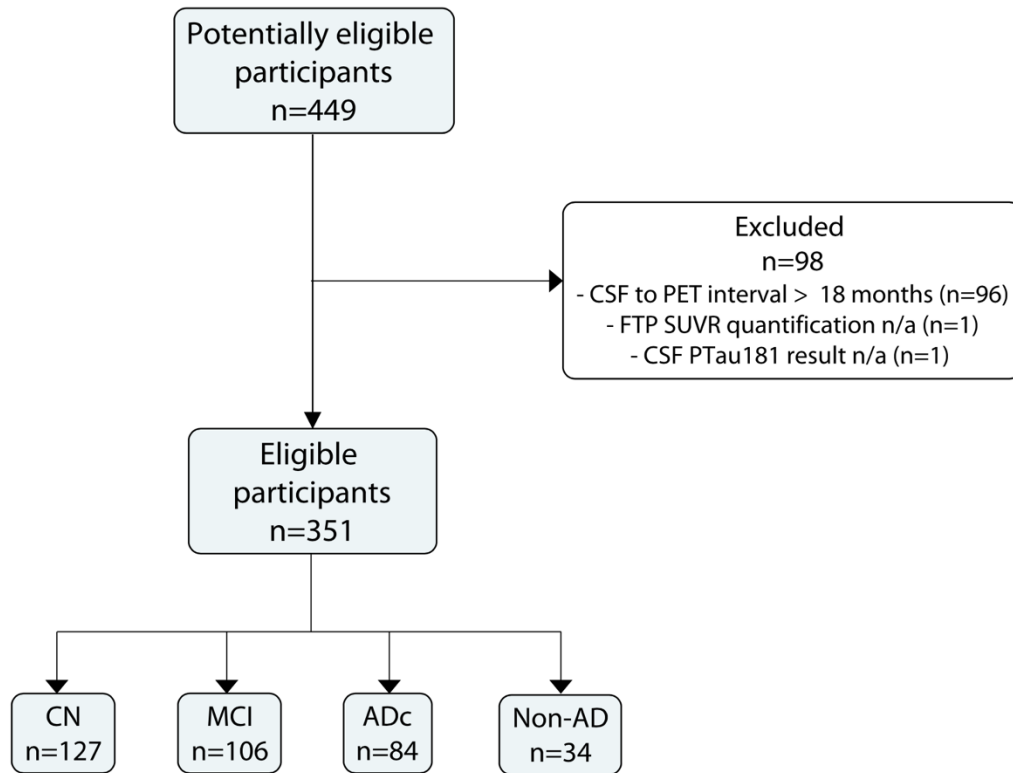 Potentially eligible
participants
n=449
Excluded
n=98
- CSF to PET interval > 18 months (n=96)
- FTP SUVR quantification n/a (n=1)
- CSF PTau181 result n/a (n=1)
Eligible
participants
n=351
CN
n=127
MCI
n=106
ADc
n=84
Non-AD
n=34